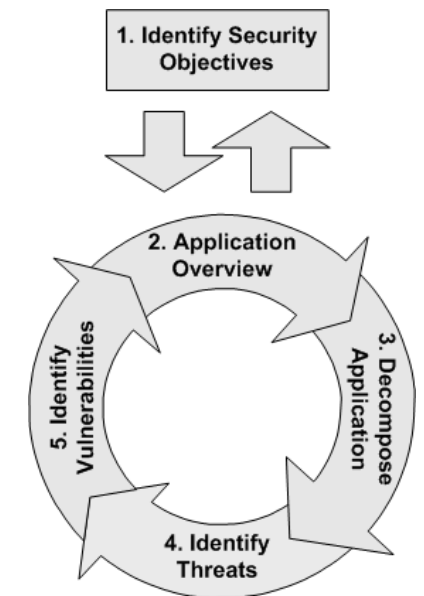 1. Identify Security
Objectives
2. Application
Overview
3. Decompose
Application
4. Identify
Threats
5. Identify
Vulnerabilities